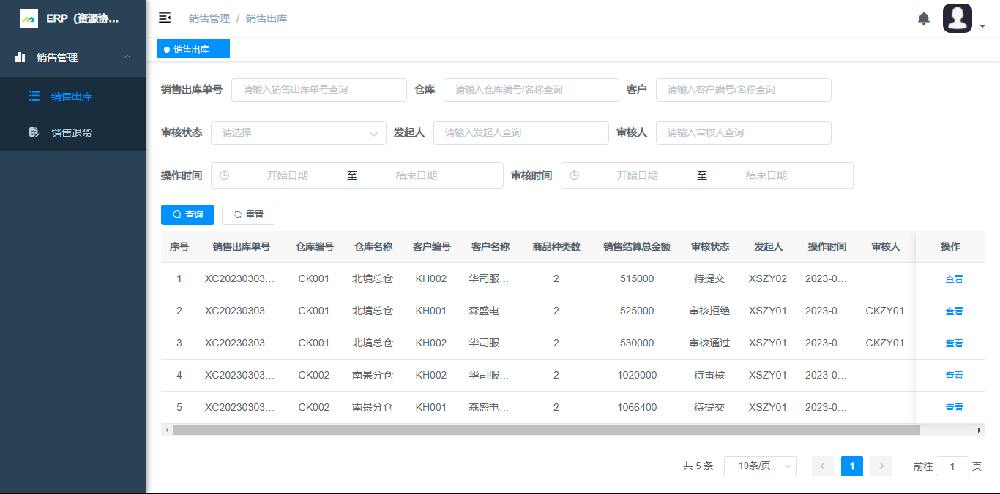 ERP（资源协...
销售管理 / 销售出库
销售管理
销售出库
销售出库
销售退货
销售出库单号 请输入销售出库单号查询 仓库 请输入仓库编号/名称查询 客户 请输入客户编号/名称查询
审核状态 请选择 发起人 请输入发起人查询 审核人 请输入审核人查询
操作时间 开始日期 至 结束日期 审核时间 开始日期 至 结束日期
查询 重置
序号 销售出库单号 仓库编号 仓库名称 客户编号 客户名称 商品种类数 销售结算总金额 审核状态 发起人 操作时间 审核人 操作
1 XC20230303... CK001 北境总仓 KH002 华司服... 2 515000 待提交 XSZY02 2023-0... 查看
2 XC20230303... CK001 北境总仓 KH001 森盛电... 2 525000 审核拒绝 XSZY01 2023-0... CKZY01 查看
3 XC20230303... CK001 北境总仓 KH002 华司服... 2 530000 审核通过 XSZY01 2023-0... CKZY01 查看
4 XC20230303... CK002 南景分仓 KH002 华司服... 2 1020000 待审核 XSZY01 2023-0... 查看
5 XC20230303... CK002 南景分仓 KH001 森盛电... 2 1066400 待提交 XSZY01 2023-0... 查看
共 5 条 10条/页 1 前往 1 页